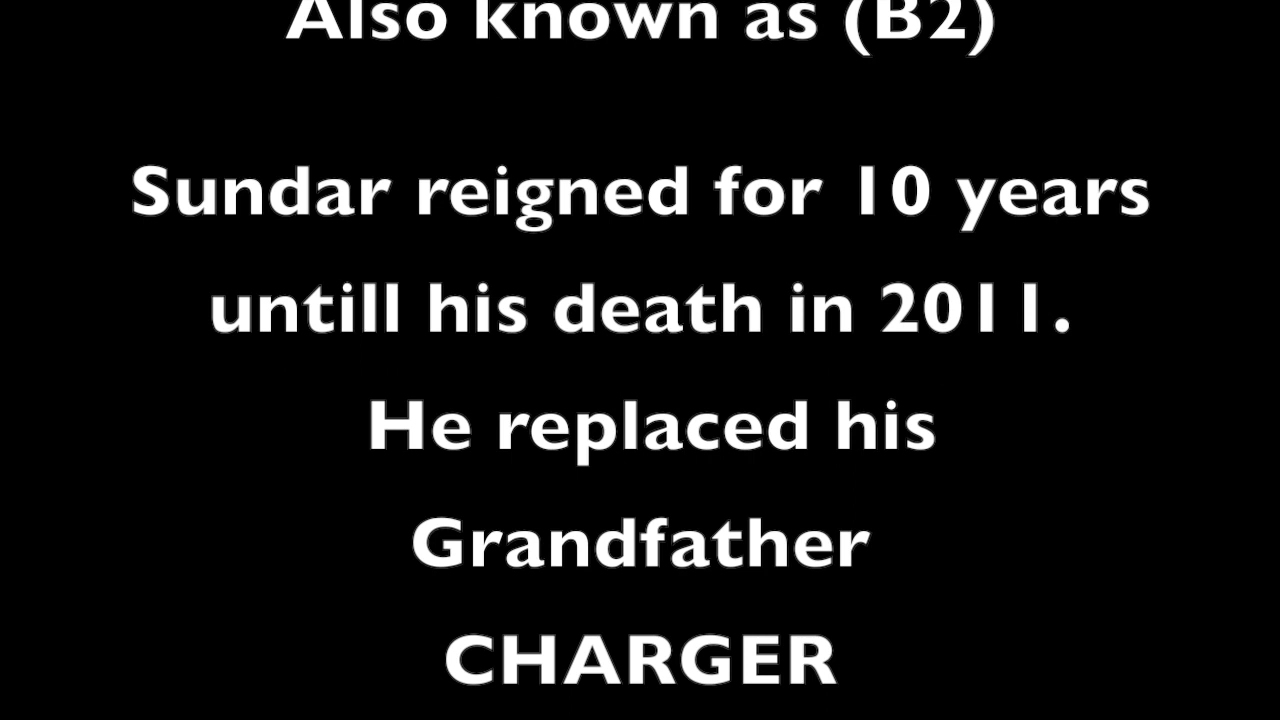 Also known as (B2)
Sundar reigned for 10 years
untill his death in 2011.
He replaced his
Grandfather
CHARGER